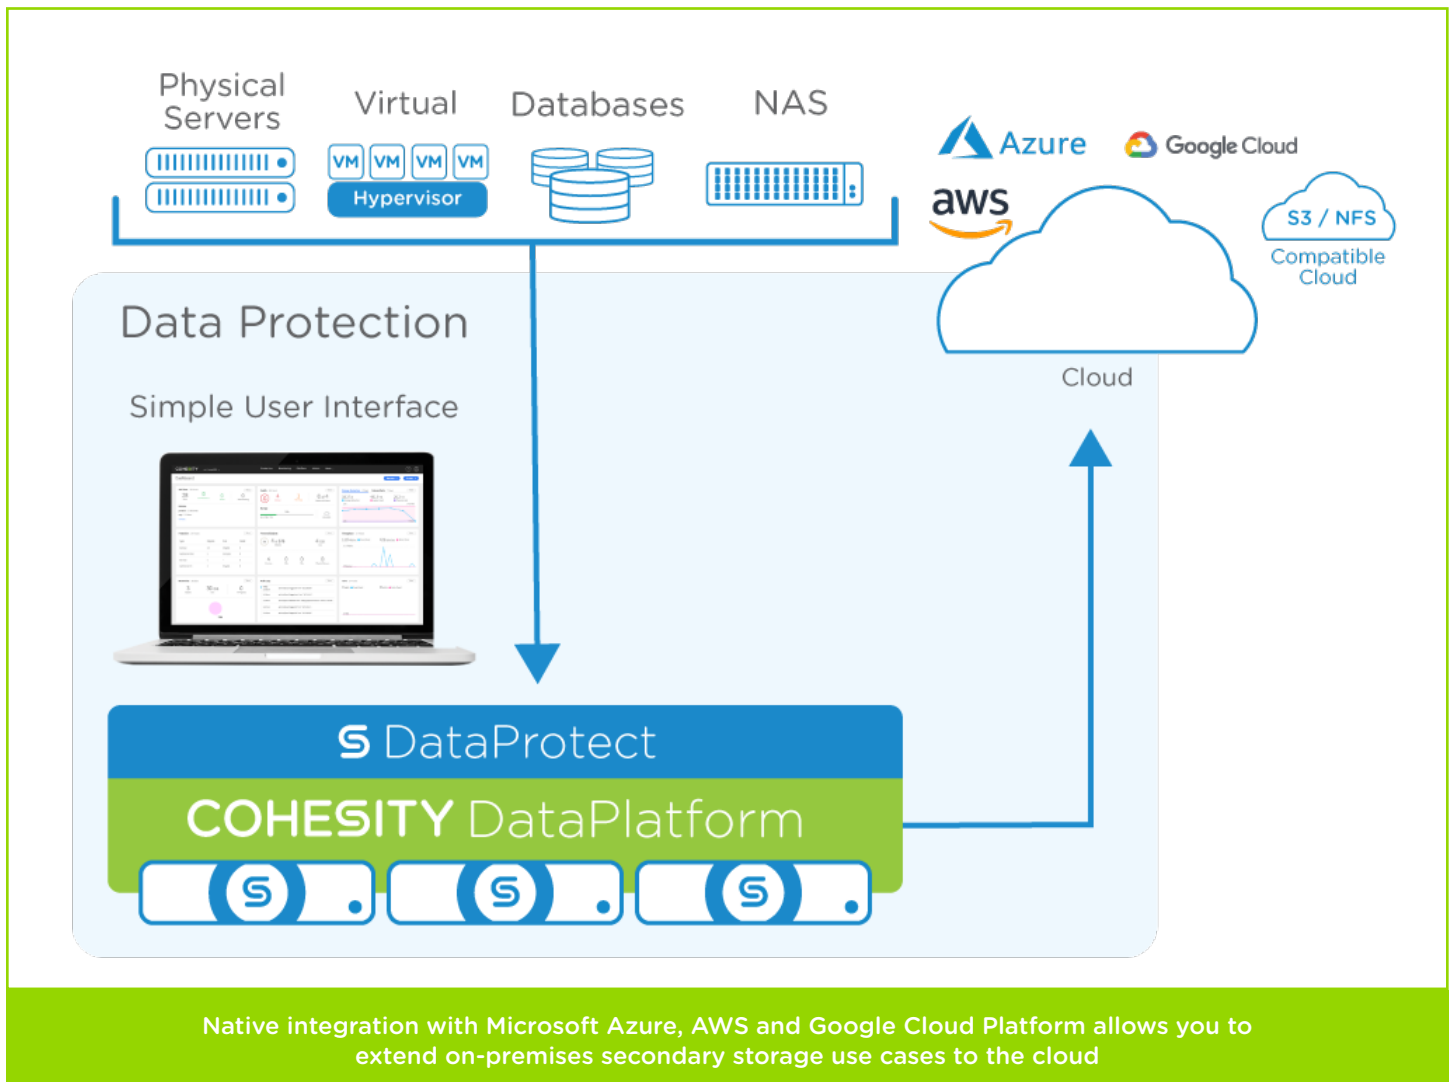 Physical
Servers
Virtual
Databases
NAS
VM VM VM VM
Hypervisor
Azure
Google Cloud
aws
S3 / NFS
Compatible
Cloud
Cloud
Data Protection
Simple User Interface
COHESITY
S DataProtect
COHESITY DataPlatform
S S S
Native integration with Microsoft Azure, AWS and Google Cloud Platform allows you to
extend on-premises secondary storage use cases to the cloud